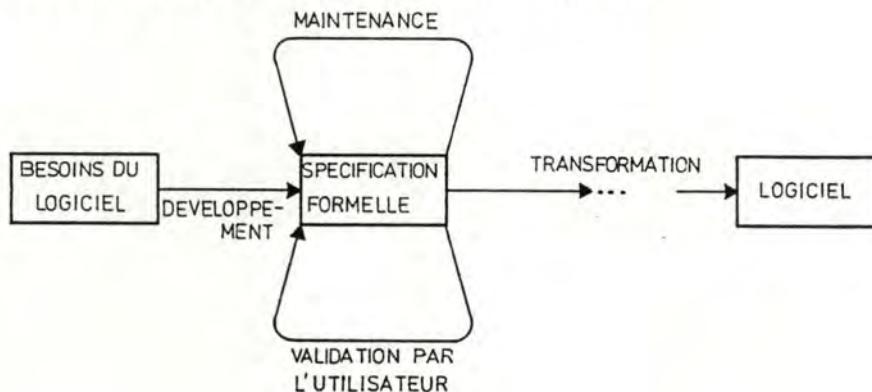 MAINTENANCE
BESOINS DU
LOGICIEL
DEVELOPPE-
MENT
SPECIFICATION
FORMELLE
TRANSFORMATION
...
LOGICIEL
VALIDATION PAR
L'UTILISATEUR